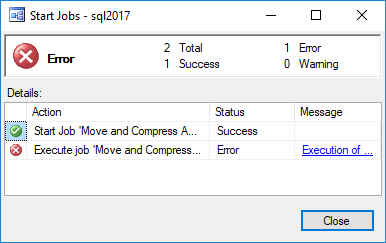 Start Jobs - sql2017
Error
2 Total 1 Error
1 Success 0 Warning
Details:
Action Status Message
Start Job 'Move and Compress A... Success
Execute job 'Move and Compress... Error Execution of ...
Close